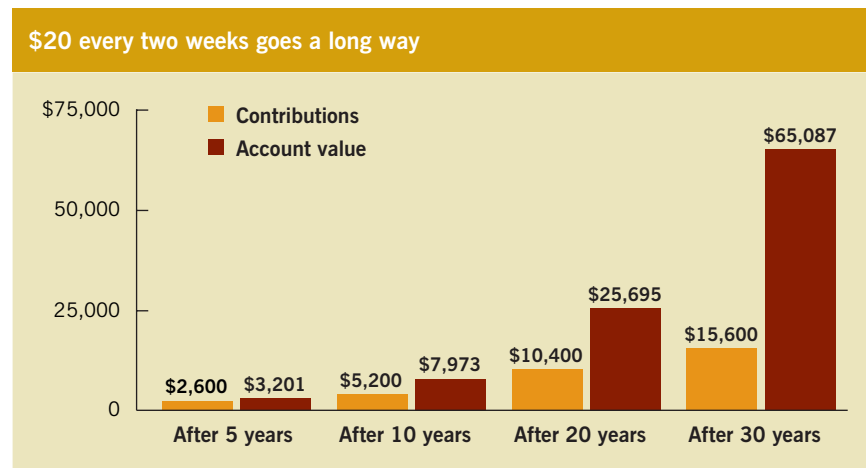 $20 every two weeks goes a long way
$75,000
Contributions
Account value
$65,087
50,000
25,000
$25,695
$15,600
$10,400
$7,973
$5,200
$2,600 $3,201
0
After 5 years After 10 years After 20 years After 30 years